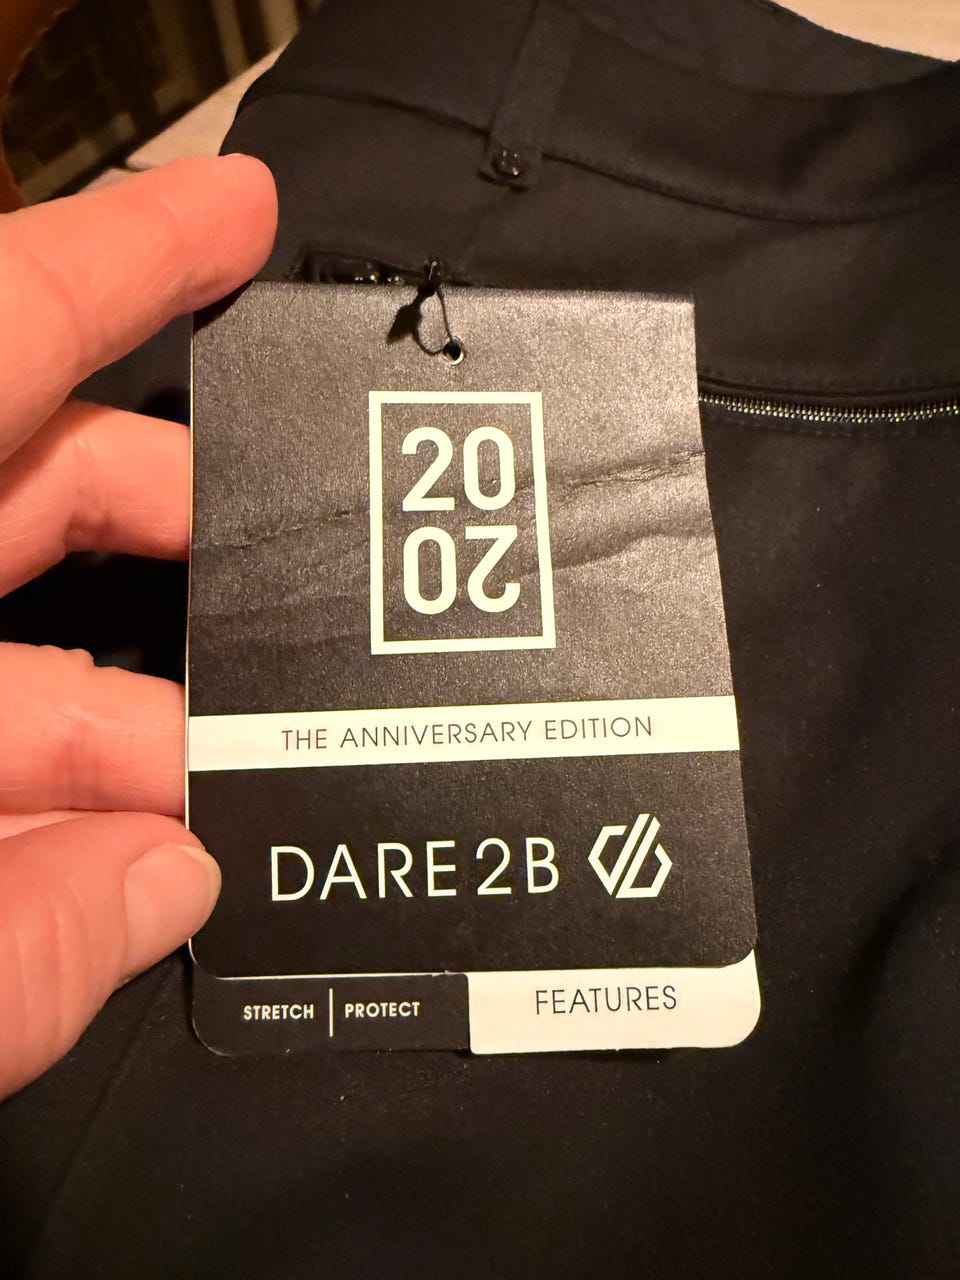 20
20
THE ANNIVERSARY EDITION
DARE 2B
STRETCH | PROTECT
FEATURES